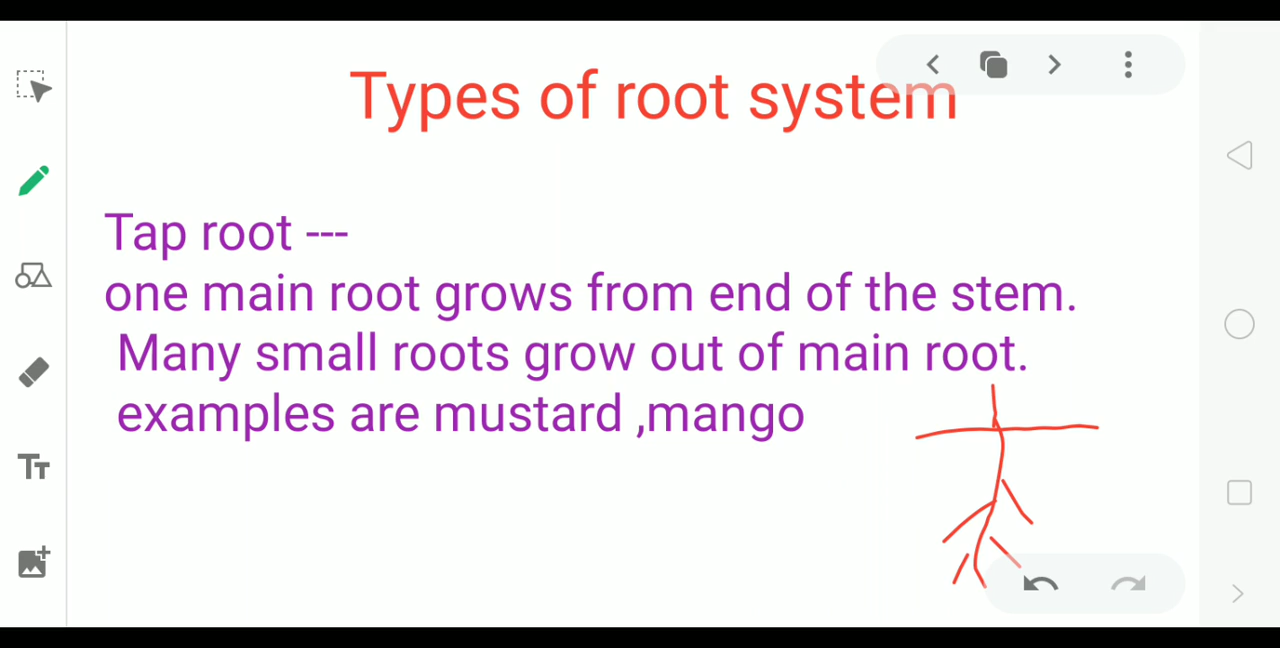 Types of root system
Tap root ---
one main root grows from end of the stem.
Many small roots grow out of main root.
examples are mustard ,mango